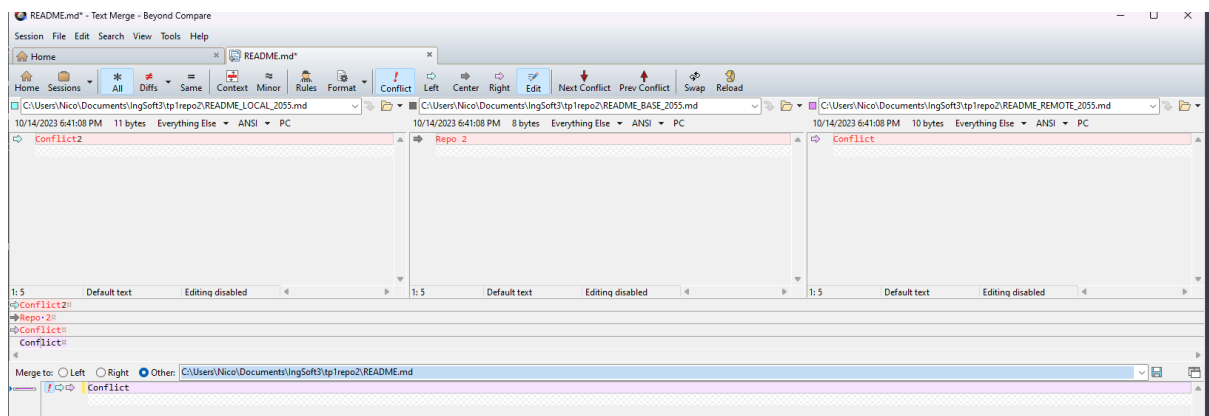 README.md* - Text Merge - Beyond Compare
Session File Edit Search View Tools Help
Home
README.md*
Home Sessions All Diffs Same Context Minor Rules Format Conflict Left Center Right Edit Next Conflict Prev Conflict Swap Reload
C:\Users\Nico\Documents\IngSoft3\tp1repo2\README_LOCAL_2055.md
C:\Users\Nico\Documents\IngSoft3\tp1repo2\README_BASE_2055.md
C:\Users\Nico\Documents\IngSoft3\tp1repo2\README_REMOTE_2055.md
10/14/2023 6:41:08 PM 11 bytes Everything Else ANSI PC
10/14/2023 6:41:08 PM 8 bytes Everything Else ANSI PC
10/14/2023 6:41:08 PM 10 bytes Everything Else ANSI PC
Conflict2
Repo 2
Conflict
1: 5 Default text Editing disabled
1: 5 Default text Editing disabled
1: 5 Default text Editing disabled
Conflict2¤
Repo·2¤
Conflict¤
Conflict¤
Merge to: Left Right Other: C:\Users\Nico\Documents\IngSoft3\tp1repo2\README.md
Conflict